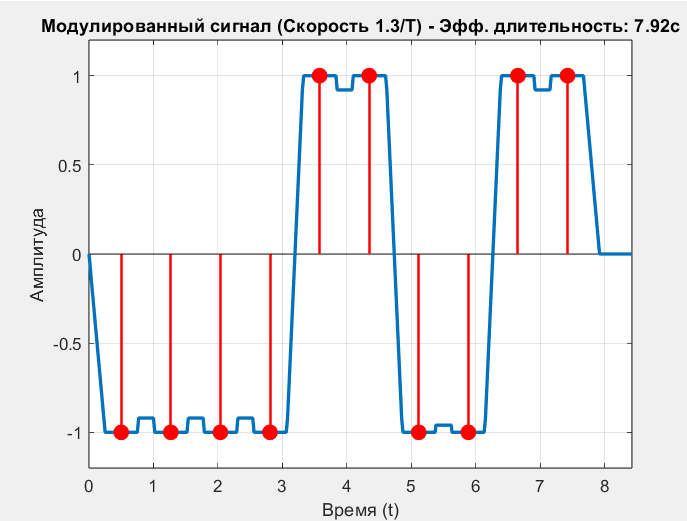 Модулированный сигнал (Скорость 1.3/T) - Эфф. длительность: 7.92с
1
0.5
0
-0.5
-1
Амплитуда
0 1 2 3 4 5 6 7 8
Время (t)